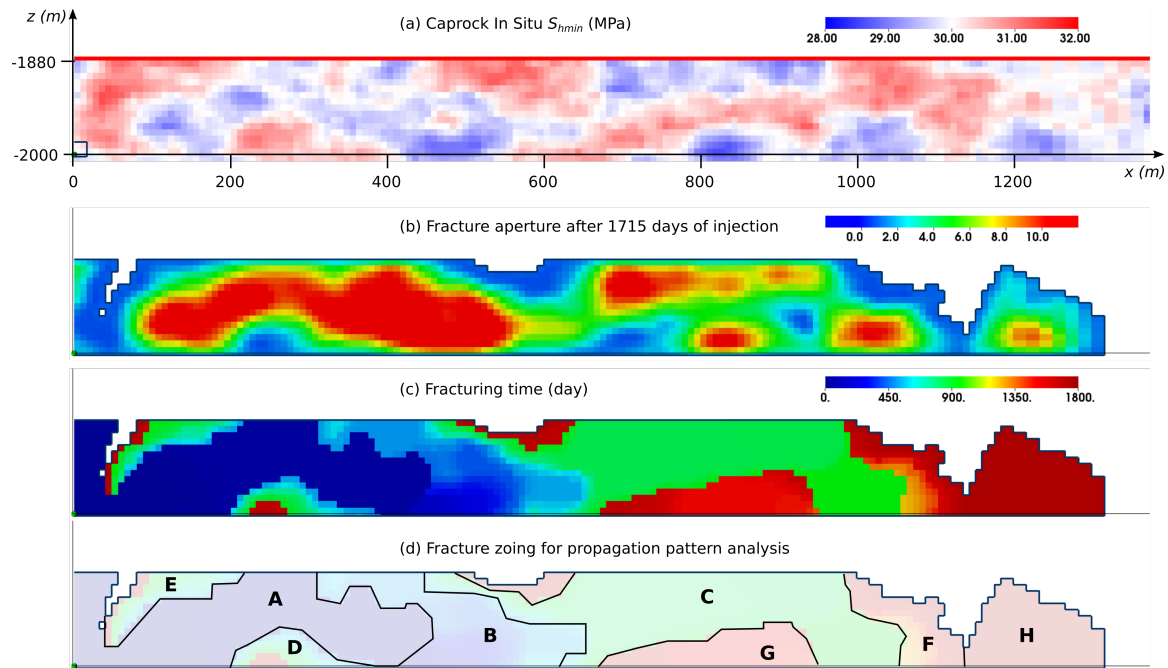 z (m)
(a) Caprock In Situ Shmin (MPa)
28.00 29.00 30.00 31.00 32.00
-1880
-2000
0 200 400 600 800 1000 1200
x (m)
(b) Fracture aperture after 1715 days of injection
0.0 2.0 4.0 6.0 8.0 10.0
(c) Fracturing time (day)
0. 450. 900. 1350. 1800.
(d) Fracture zoing for propagation pattern analysis
E A D B C G F H